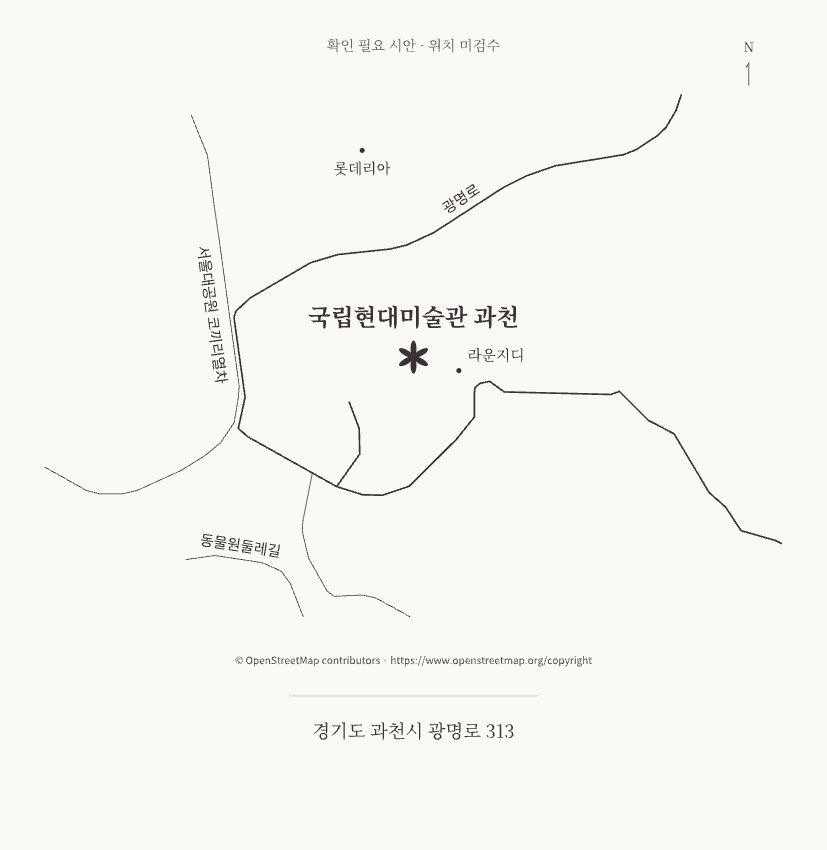 확인 필요 시안 · 위치 미검수
N
롯데리아
광명로
서울대공원 코끼리열차
국립현대미술관 과천
라운지디
동물원둘레길
© OpenStreetMap contributors · https://www.openstreetmap.org/copyright
경기도 과천시 광명로 313